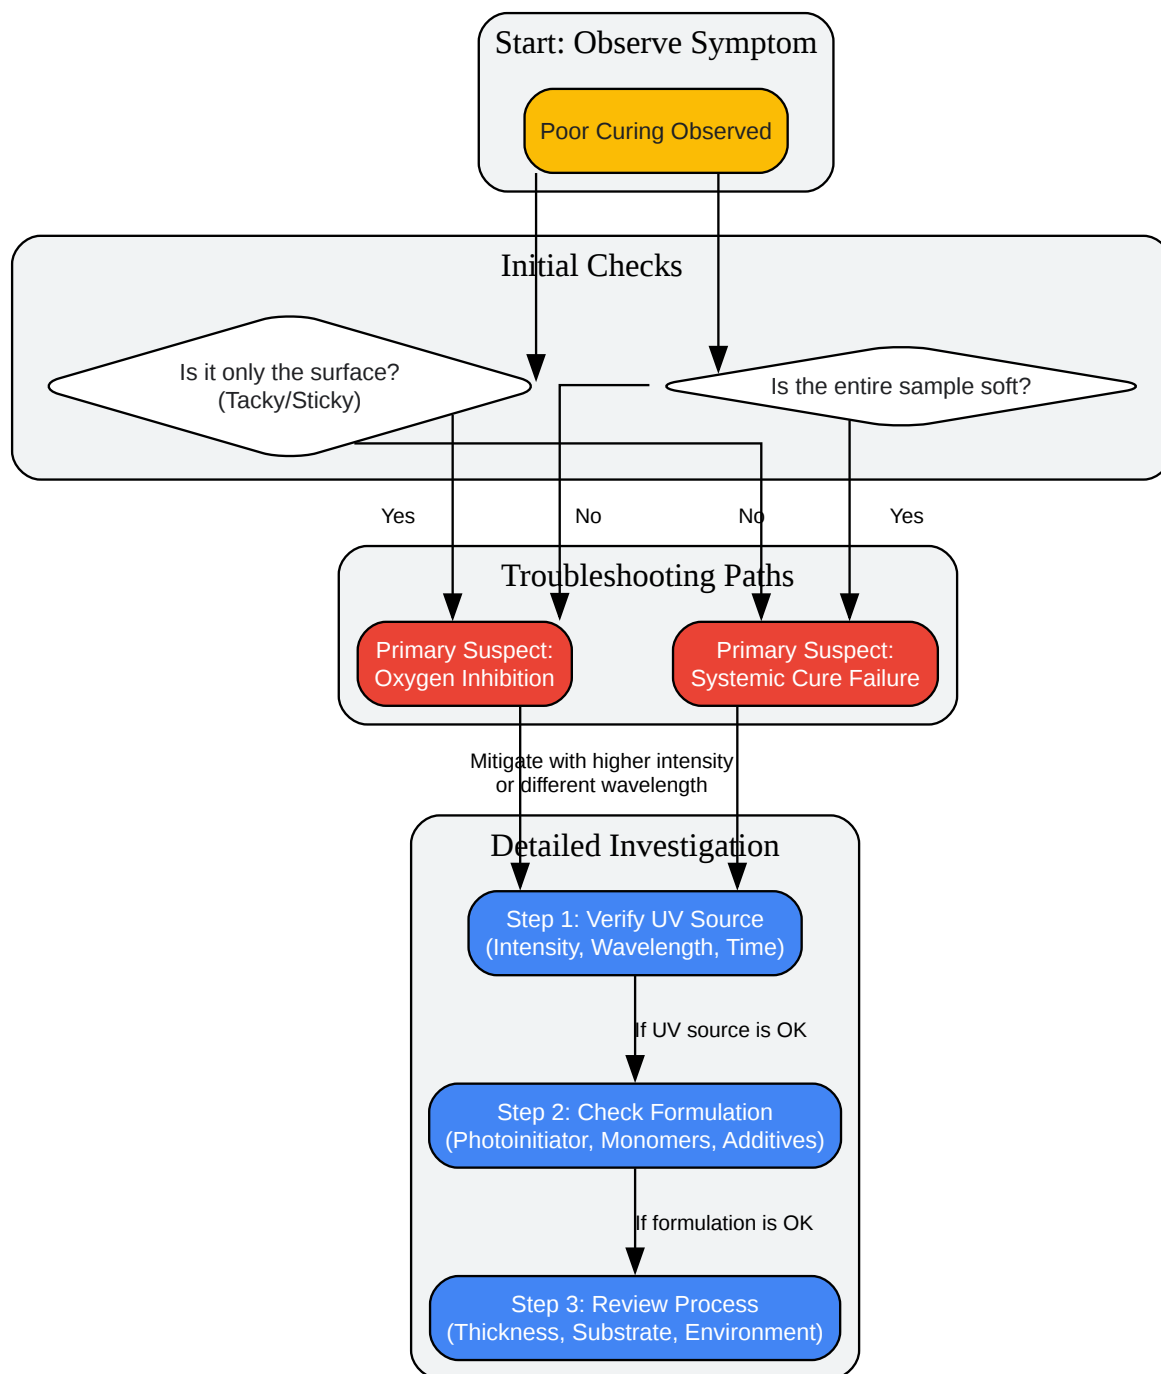 Start: Observe Symptom
Poor Curing Observed
Initial Checks
Is it only the surface?
(Tacky/Sticky)
Is the entire sample soft?
Yes
No
No
Yes
Troubleshooting Paths
Primary Suspect:
Oxygen Inhibition
Primary Suspect:
Systemic Cure Failure
Mitigate with higher intensity
or different wavelength
Detailed Investigation
Step 1: Verify UV Source
(Intensity, Wavelength, Time)
If UV source is OK
Step 2: Check Formulation
(Photoinitiator, Monomers, Additives)
If formulation is OK
Step 3: Review Process
(Thickness, Substrate, Environment)